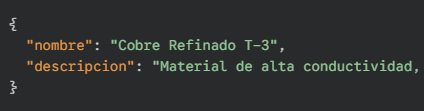 {
"nombre": "Cobre Refinado T-3",
"descripcion": "Material de alta conductividad,
}